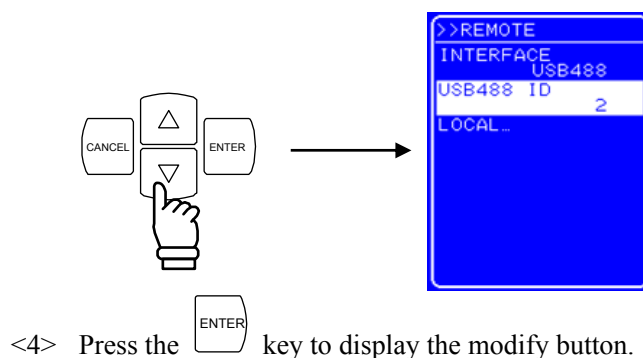 >>REMOTE
INTERFACE
USB488
USB488 ID
2
LOCAL…
CANCEL
ENTER
<4> Press the ENTER key to display the modify button.